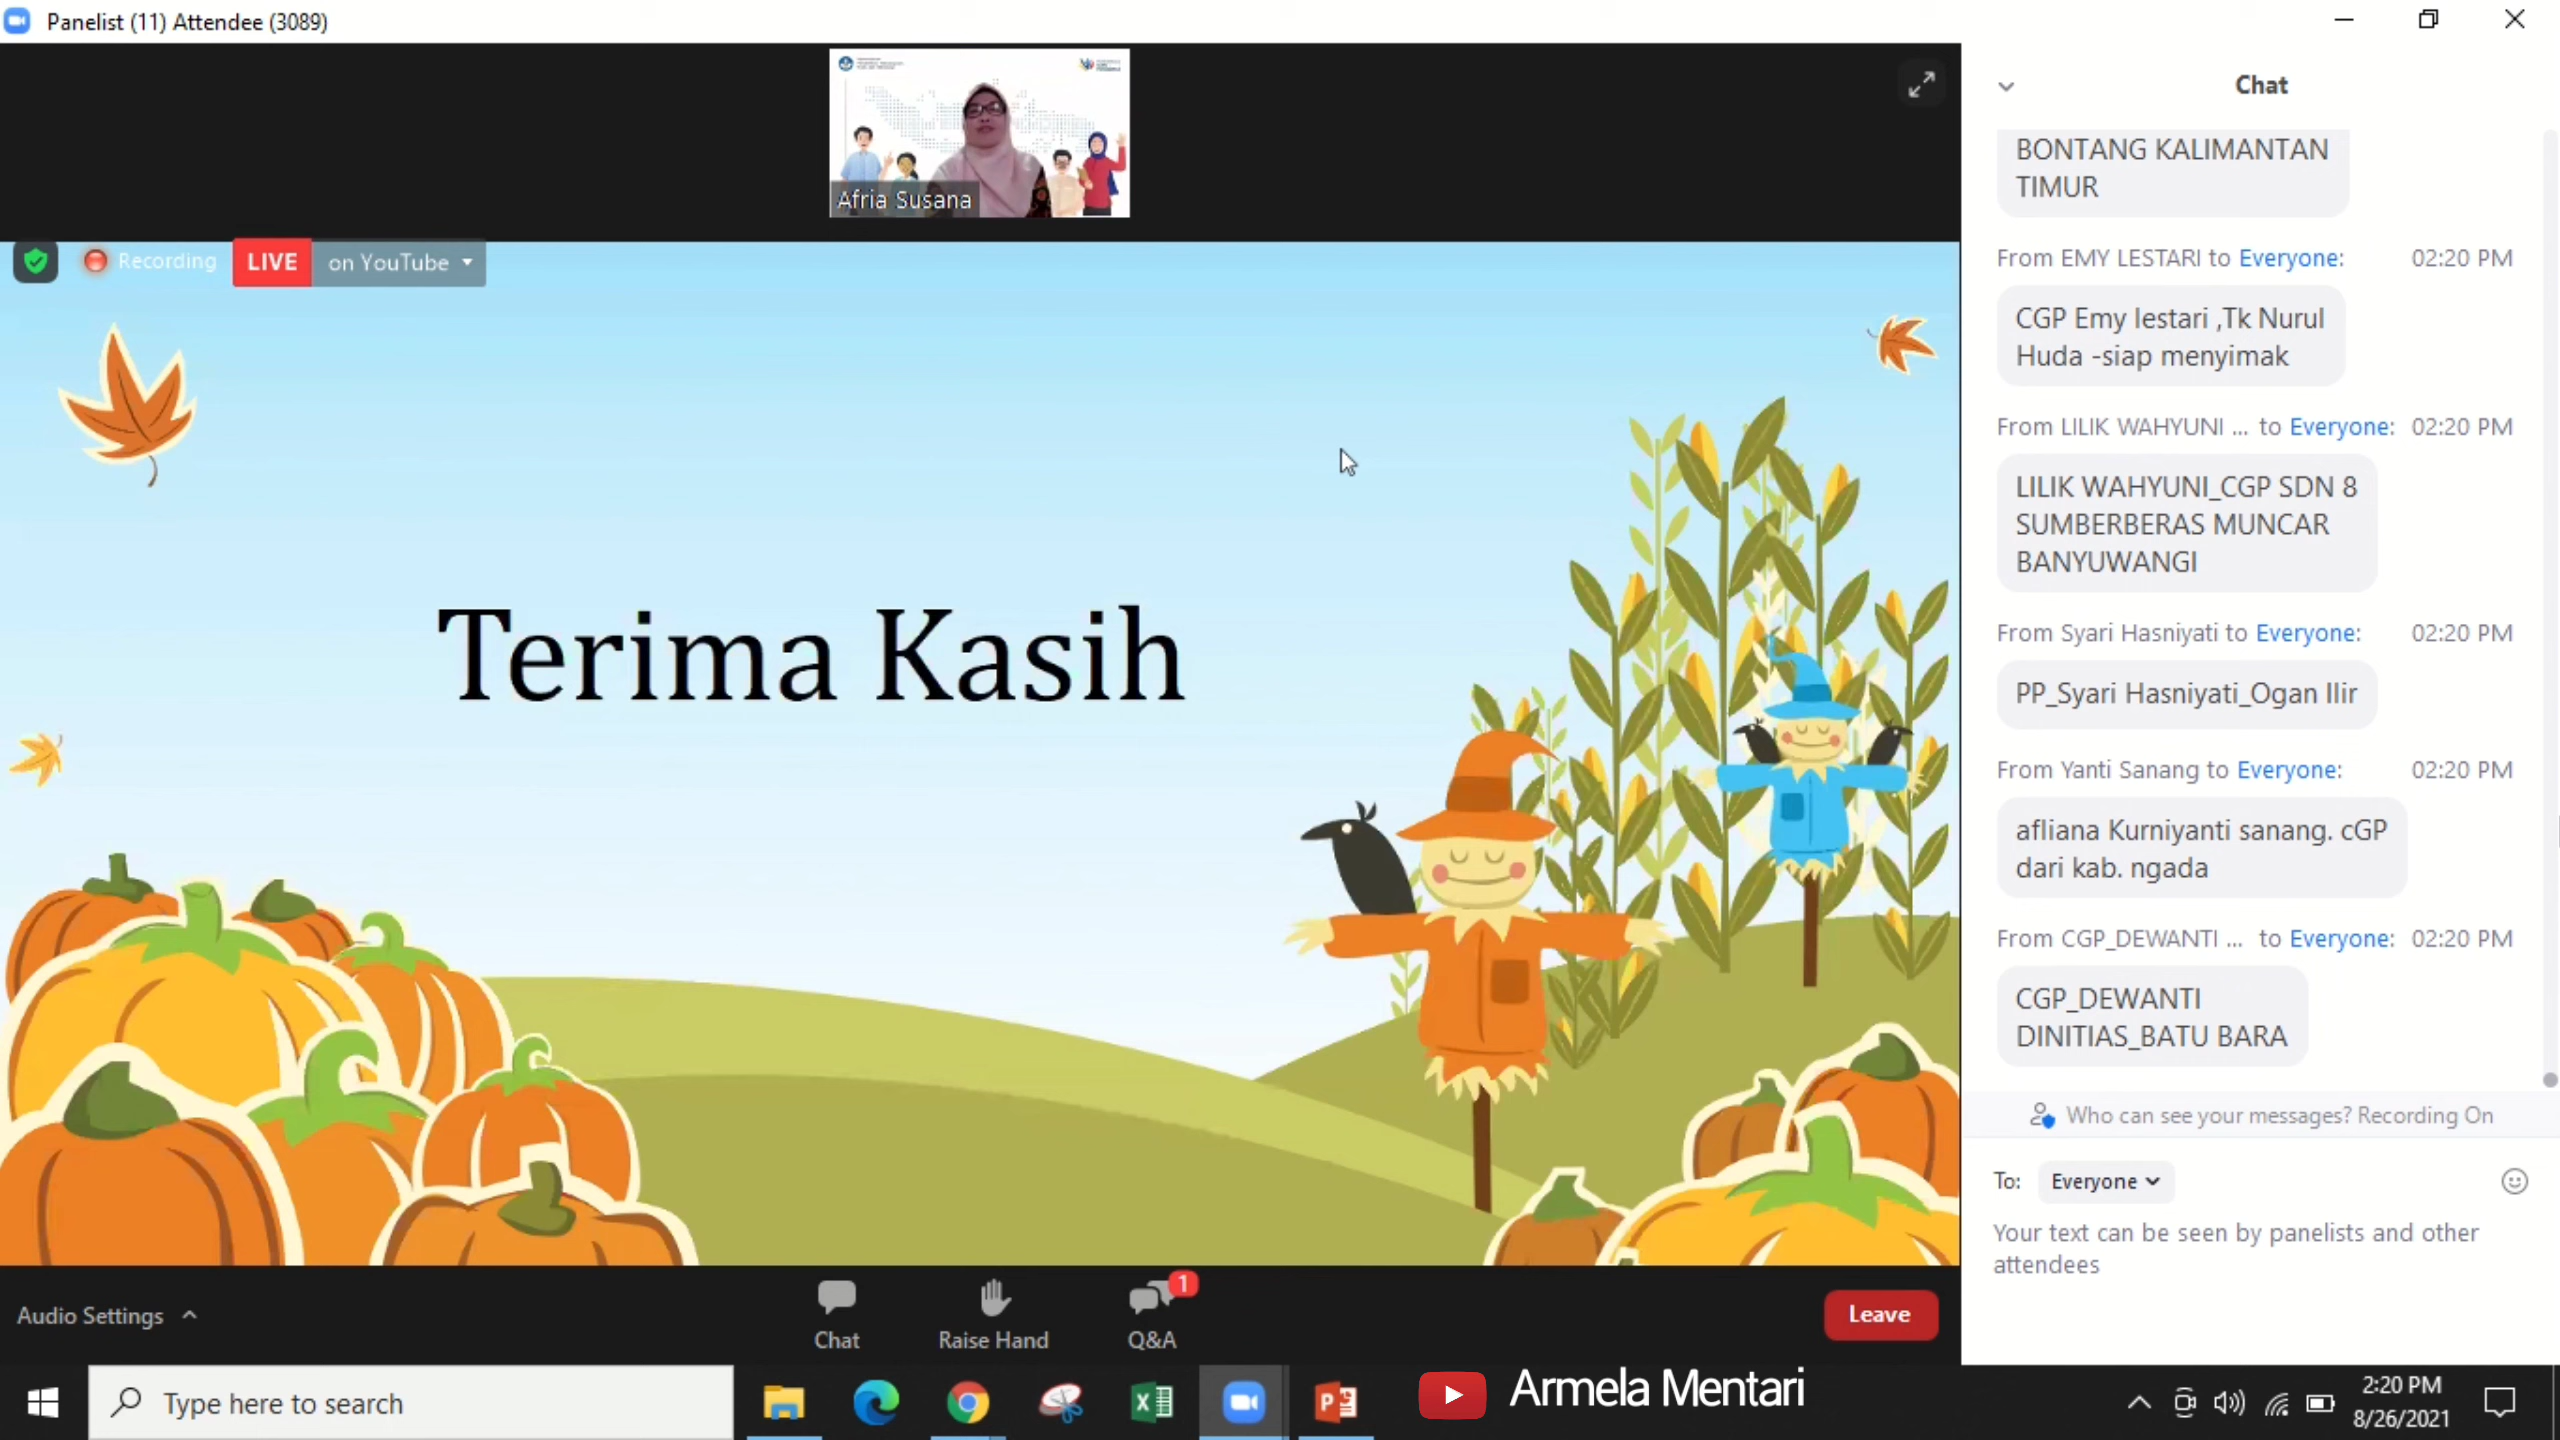 Panelist (11) Attendee (3089)
Afria Susana
Recording
LIVE on YouTube
Terima Kasih
Chat
BONTANG KALIMANTAN
TIMUR
From EMY LESTARI to Everyone: 02:20 PM
CGP Emy lestari ,Tk Nurul
Huda -siap menyimak
From LILIK WAHYUNI ... to Everyone: 02:20 PM
LILIK WAHYUNI_CGP SDN 8
SUMBERBERAS MUNCAR
BANYUWANGI
From Syari Hasniyati to Everyone: 02:20 PM
PP_Syari Hasniyati_Ogan Ilir
From Yanti Sanang to Everyone: 02:20 PM
afliana Kurniyanti sanang. cGP
dari kab. ngada
From CGP_DEWANTI ... to Everyone: 02:20 PM
CGP_DEWANTI
DINITIAS_BATU BARA
Who can see your messages? Recording On
To: Everyone
Your text can be seen by panelists and other
attendees
Audio Settings
Chat
Raise Hand
1
Q&A
Leave
Type here to search
Armela Mentari
2:20 PM
8/26/2021